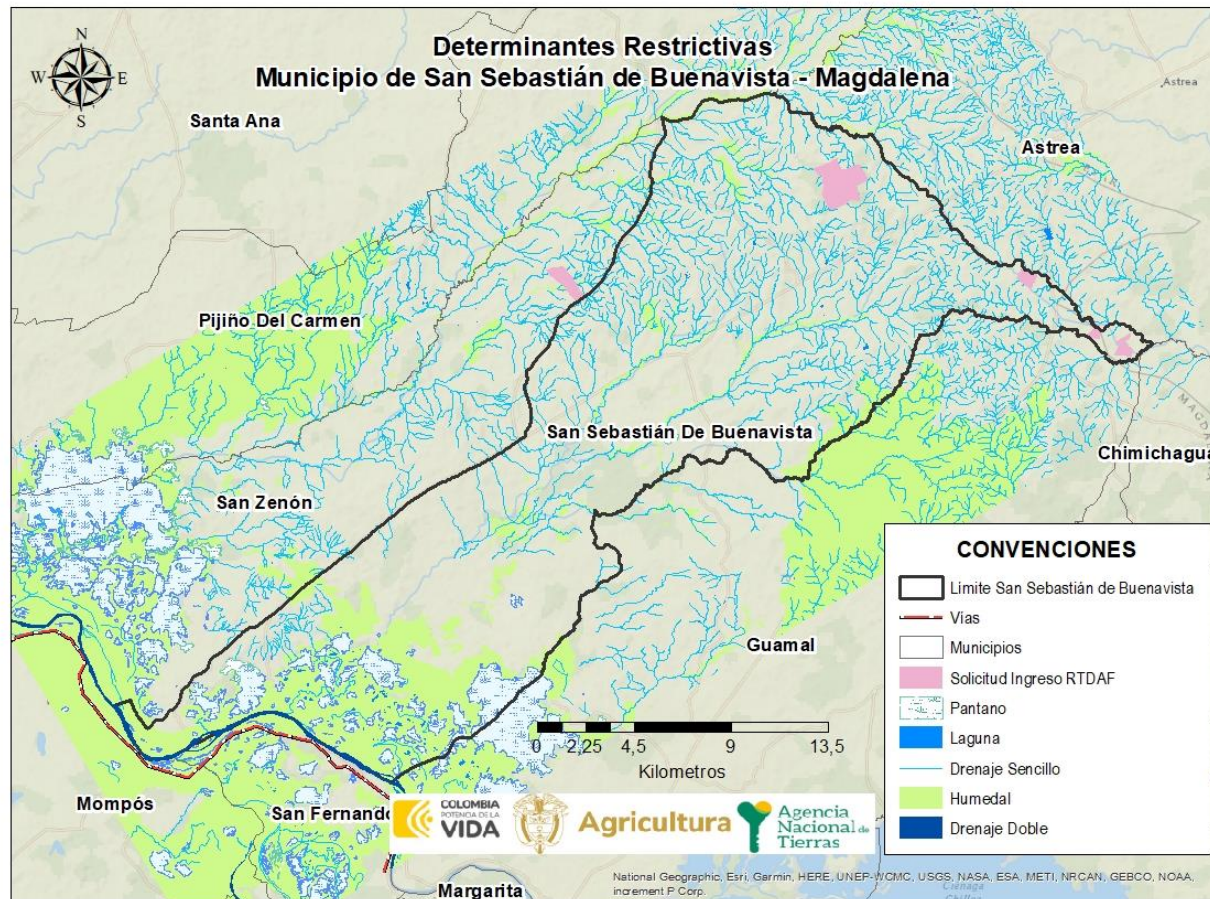 Determinantes Restrictivas
Municipio de San Sebastián de Buenavista - Magdalena
N
W
E
S
Santa Ana
Astrea
Astrea
Pijiño Del Carmen
San Sebastián De Buenavista
MAGDA
Chimichagua
San Zenón
Guamal
Mompós
San Fernando
Margarita
0 2,25 4,5 9 13,5
Kilometros
CONVENCIONES
Limite San Sebastián de Buenavista
Vías
Municipios
Solicitud Ingreso RTDAF
Pantano
Laguna
Drenaje Sencillo
Humedal
Drenaje Doble
COLOMBIA
POTENCIA DE LA
VIDA
Agricultura
Agencia
Nacional de
Tierras
National Geographic, Esri, Garmin, HERE, UNEP-WCMC, USGS, NASA, ESA, METI, NRCAN, GEBCO, NOAA,
increment P Corp.
Ciénaga